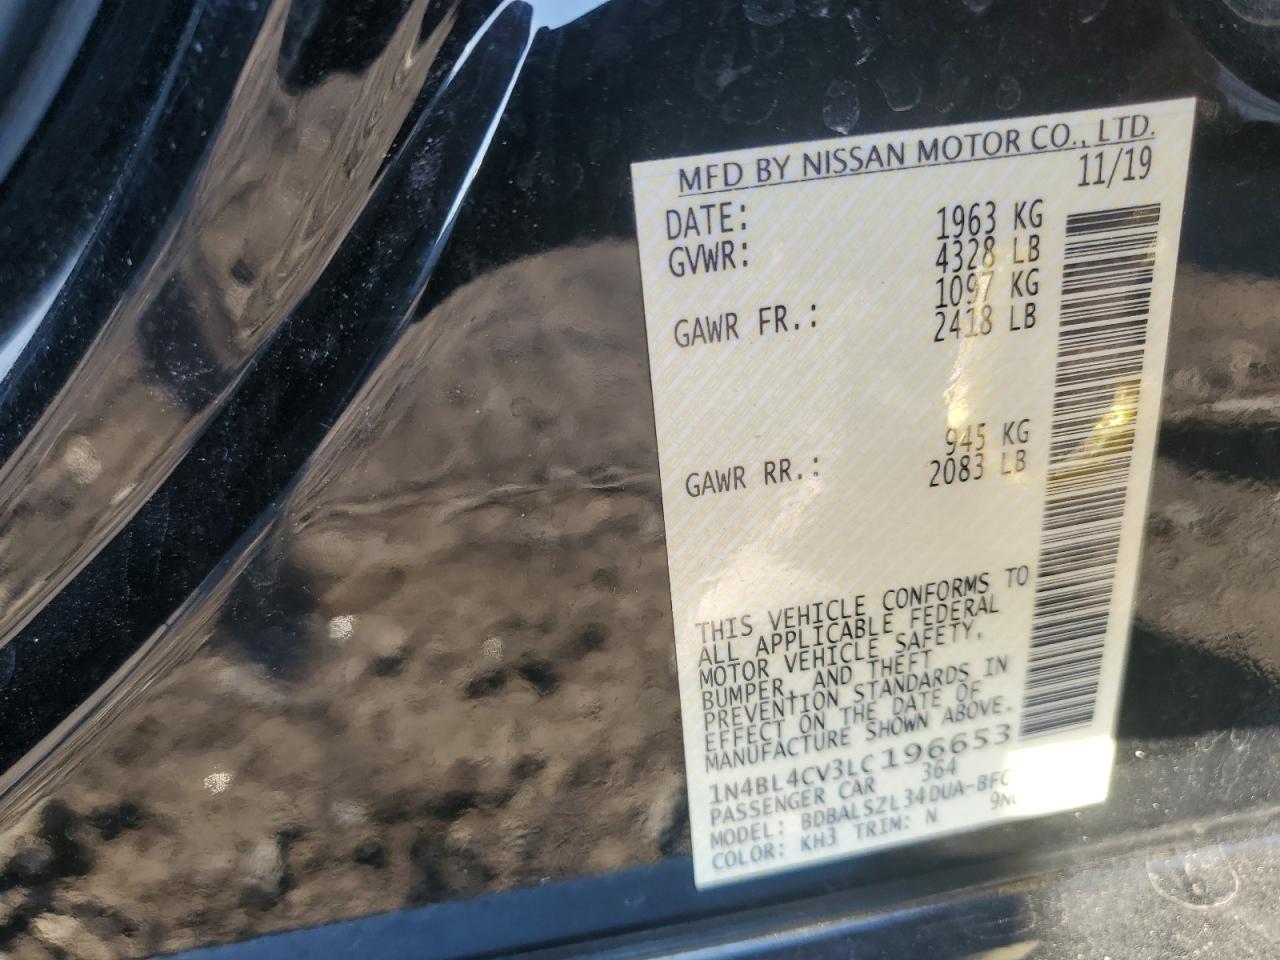 MFD BY NISSAN MOTOR CO., LTD.
DATE: 11/19
GVWR: 1963 KG
4328 LB
GAWR FR.: 1097 KG
2418 LB
GAWR RR.: 945 KG
2083 LB
THIS VEHICLE CONFORMS TO
ALL APPLICABLE FEDERAL
MOTOR VEHICLE SAFETY,
BUMPER, AND THEFT
PREVENTION STANDARDS IN
EFFECT ON THE DATE OF
MANUFACTURE SHOWN ABOVE.
1N4BL4CV3LC196653
PASSENGER CAR 364
MODEL: BDBALSZL34DUA-BFC
COLOR: KH3 TRIM: N